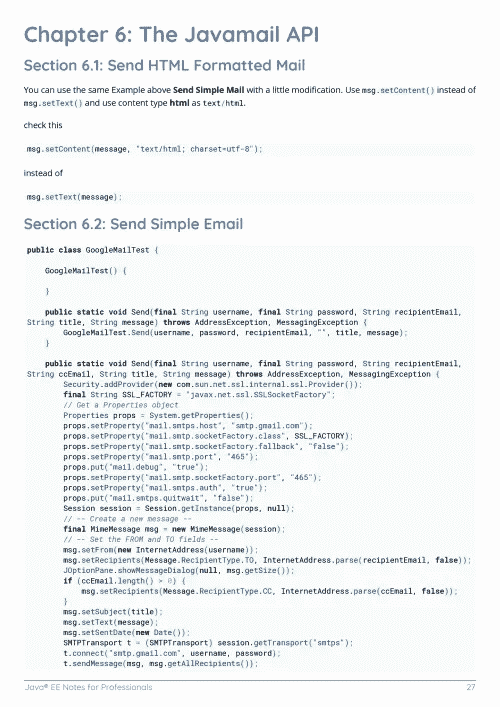 Chapter 6: The Javamail API
Section 6.1: Send HTML Formatted Mail
You can use the same Example above Send Simple Mail with a little modification. Use msg.setContent() instead of
msg.setText() and use content type html as text/html.
check this
msg.setContent(message, "text/html; charset=utf-8");
instead of
msg.setText(message);
Section 6.2: Send Simple Email
public class GoogleMailTest {
GoogleMailTest() {
}
public static void Send(final String username, final String password, String recipientEmail,
String title, String message) throws AddressException, MessagingException {
GoogleMailTest.Send(username, password, recipientEmail, "", title, message);
}
public static void Send(final String username, final String password, String recipientEmail,
String ccEmail, String title, String message) throws AddressException, MessagingException {
Security.addProvider(new com.sun.net.ssl.internal.ssl.Provider());
final String SSL_FACTORY = "javax.net.ssl.SSLSocketFactory";
// Get a Properties object
Properties props = System.getProperties();
props.setProperty("mail.smtps.host", "smtp.gmail.com");
props.setProperty("mail.smtp.socketFactory.class", SSL_FACTORY);
props.setProperty("mail.smtp.socketFactory.fallback", "false");
props.setProperty("mail.smtp.port", "465");
props.put("mail.debug", "true");
props.setProperty("mail.smtp.socketFactory.port", "465");
props.setProperty("mail.smtps.auth", "true");
props.put("mail.smtps.quitwait", "false");
Session session = Session.getInstance(props, null);
// -- Create a new message --
final MimeMessage msg = new MimeMessage(session);
// -- Set the FROM and TO fields --
msg.setFrom(new InternetAddress(username));
msg.setRecipients(Message.RecipientType.TO, InternetAddress.parse(recipientEmail, false));
JOptionPane.showMessageDialog(null, msg.getSize());
if (ccEmail.length() > 0) {
msg.setRecipients(Message.RecipientType.CC, InternetAddress.parse(ccEmail, false));
}
msg.setSubject(title);
msg.setText(message);
msg.setSentDate(new Date());
SMTPTransport t = (SMTPTransport) session.getTransport("smtps");
t.connect("smtp.gmail.com", username, password);
t.sendMessage(msg, msg.getAllRecipients());
Java® EE Notes for Professionals 27